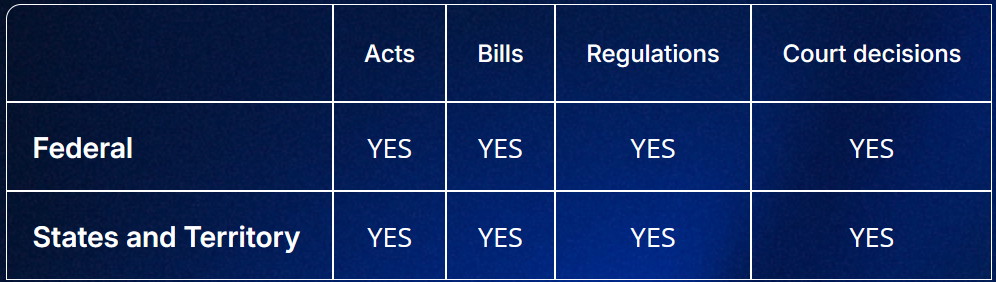 Acts Bills Regulations Court decisions
Federal YES YES YES YES
States and Territory YES YES YES YES